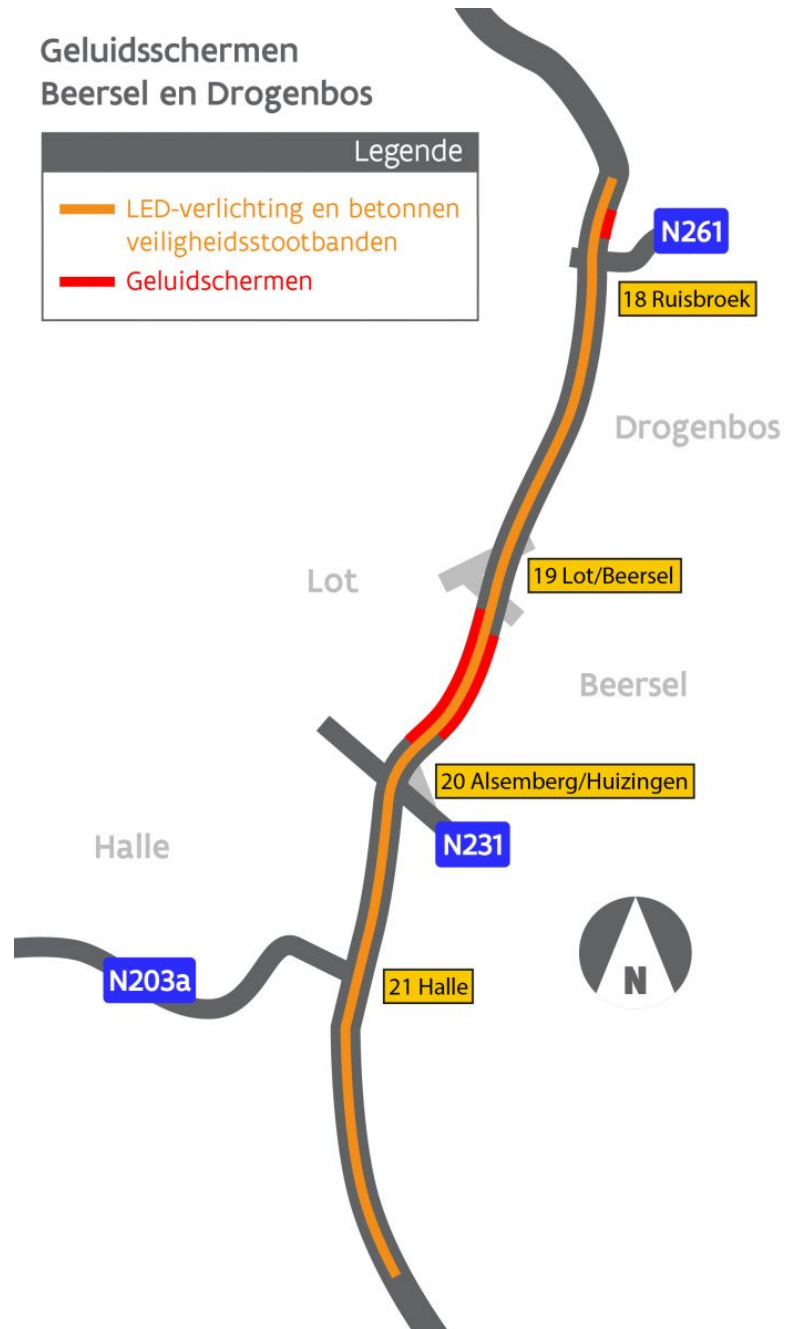 Geluidsschermen
Beersel en Drogenbos
Legende
LED-verlichting en betonnen
veiligheidsstootbanden
Geluidschermen
N261
18 Ruisbroek
Drogenbos
19 Lot/Beersel
Lot
Beersel
20 Alsemberg/Huizingen
N231
Halle
N203a
21 Halle
N